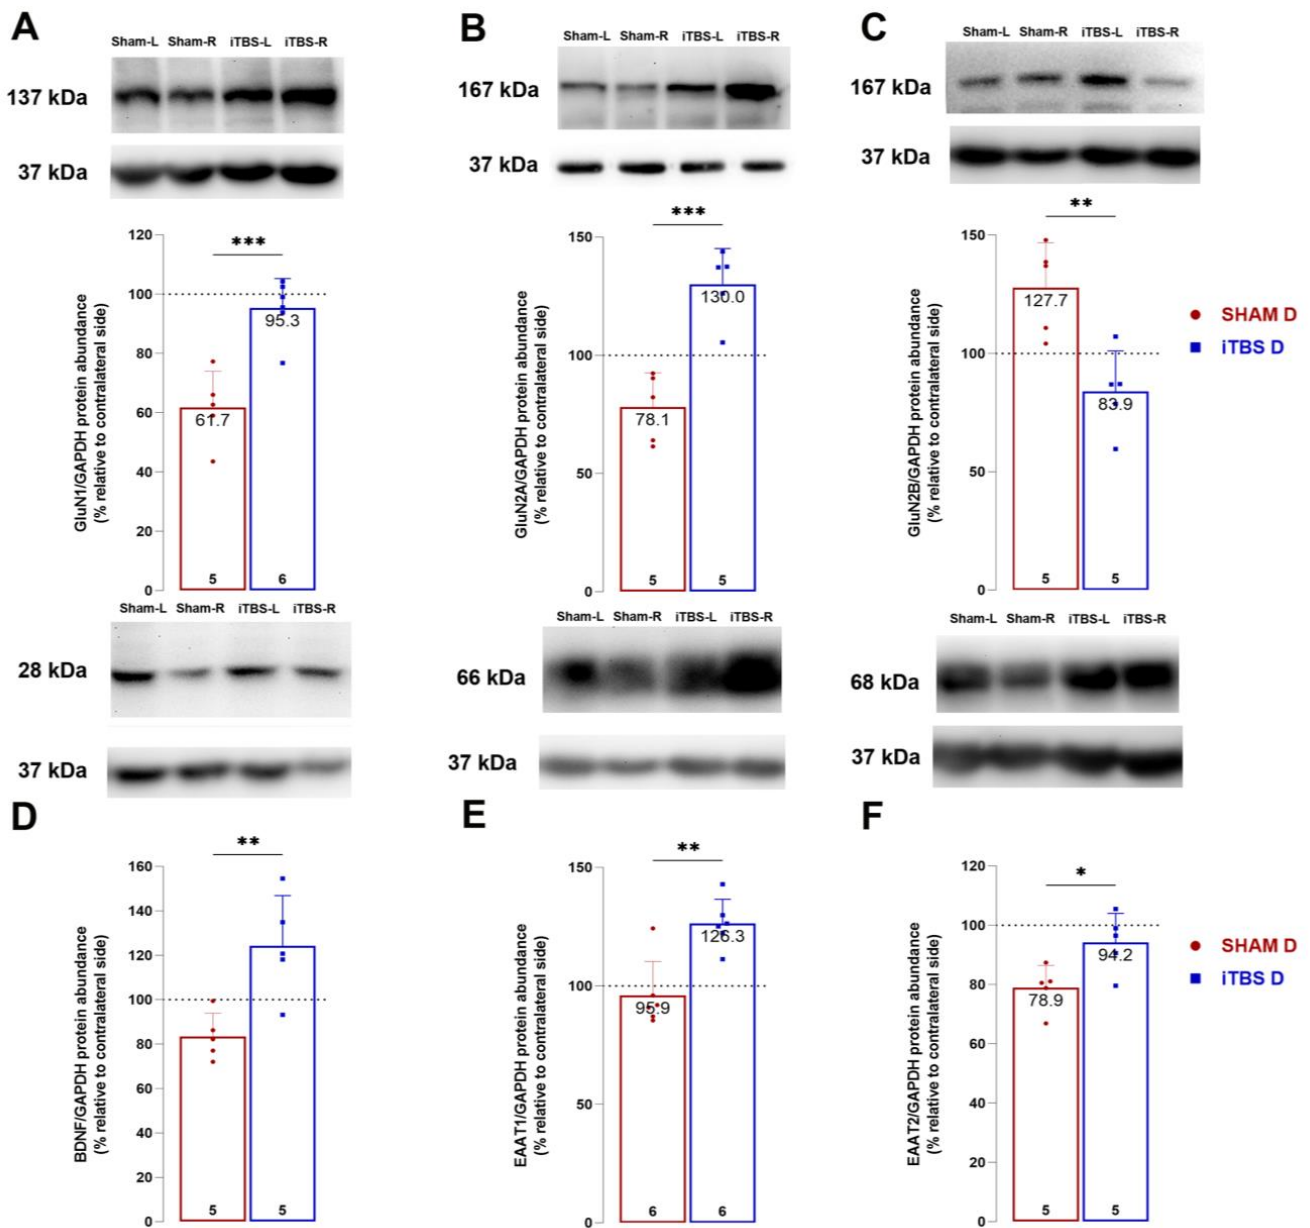 A
Sham-L Sham-R iTBS-L iTBS-R
137 kDa
37 kDa
***
120
100
80
60
40
20
0
GluN1/GAPDH protein abundance
(% relative to contralateral side)
61.7
95.3
5
6
B
Sham-L Sham-R iTBS-L iTBS-R
167 kDa
37 kDa
***
150
100
50
0
GluN2A/GAPDH protein abundance
(% relative to contralateral side)
78.1
130.0
5
5
C
Sham-L Sham-R iTBS-L iTBS-R
167 kDa
37 kDa
**
150
100
50
0
GluN2B/GAPDH protein abundance
(% relative to contralateral side)
127.7
83.9
5
5
SHAM D
iTBS D
Sham-L Sham-R iTBS-L iTBS-R
28 kDa
37 kDa
D
**
160
140
120
100
80
60
40
20
0
BDNF/GAPDH protein abundance
(% relative to contralateral side)
5
5
Sham-L Sham-R iTBS-L iTBS-R
66 kDa
37 kDa
E
**
150
100
50
0
EAAT1/GAPDH protein abundance
(% relative to contralateral side)
95.9
126.3
6
6
Sham-L Sham-R iTBS-L iTBS-R
68 kDa
37 kDa
F
*
120
100
80
60
40
20
0
EAAT2/GAPDH protein abundance
(% relative to contralateral side)
78.9
94.2
5
5
SHAM D
iTBS D